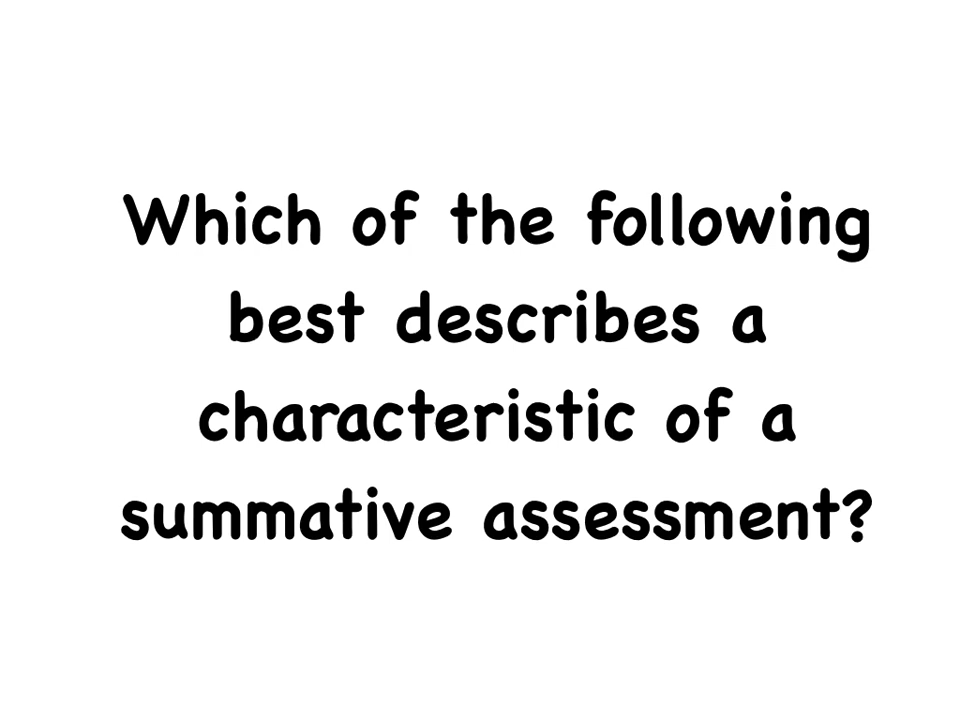 Which of the following
best describes a
characteristic of a
summative assessment?